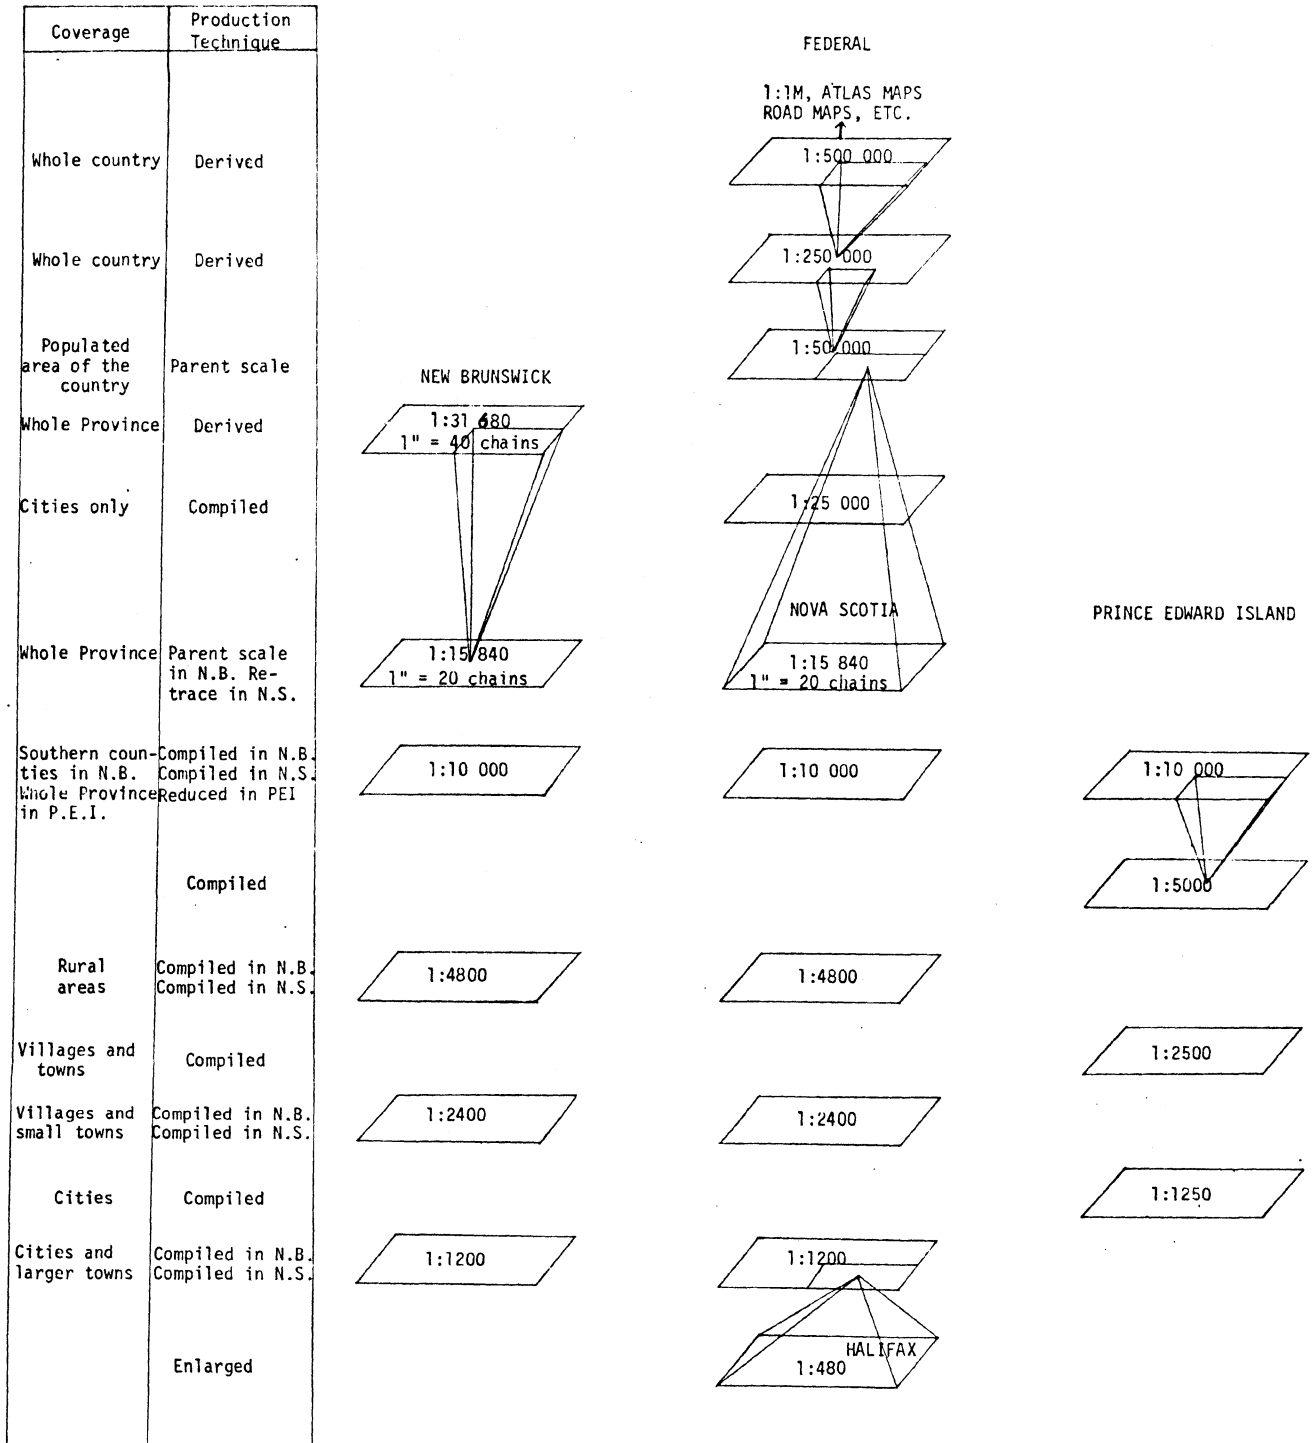 Coverage
Production
Technique
FEDERAL
1:1M, ATLAS MAPS
ROAD MAPS, ETC.
Whole country
Derived
1:500 000
Whole country
Derived
1:250 000
Populated
area of the
country
Parent scale
1:50 000
NEW BRUNSWICK
Whole Province
Derived
1:31 680
1" = 40 chains
Cities only
Compiled
1:25 000
NOVA SCOTIA
PRINCE EDWARD ISLAND
Whole Province
Parent scale
in N.B. Re-
trace in N.S.
1:15 840
1" = 20 chains
1:15 840
1" = 20 chains
Southern coun-
ties in N.B.
Whole Province
in P.E.I.
Compiled in N.B.
Compiled in N.S.
Reduced in PEI
1:10 000
1:10 000
1:10 000
Compiled
1:5000
Rural
areas
Compiled in N.B.
Compiled in N.S.
1:4800
1:4800
Villages and
towns
Compiled
1:2500
Villages and
small towns
Compiled in N.B.
Compiled in N.S.
1:2400
1:2400
Cities
Compiled
1:1250
Cities and
larger towns
Compiled in N.B.
Compiled in N.S.
1:1200
1:1200
Enlarged
HALIFAX
1:480